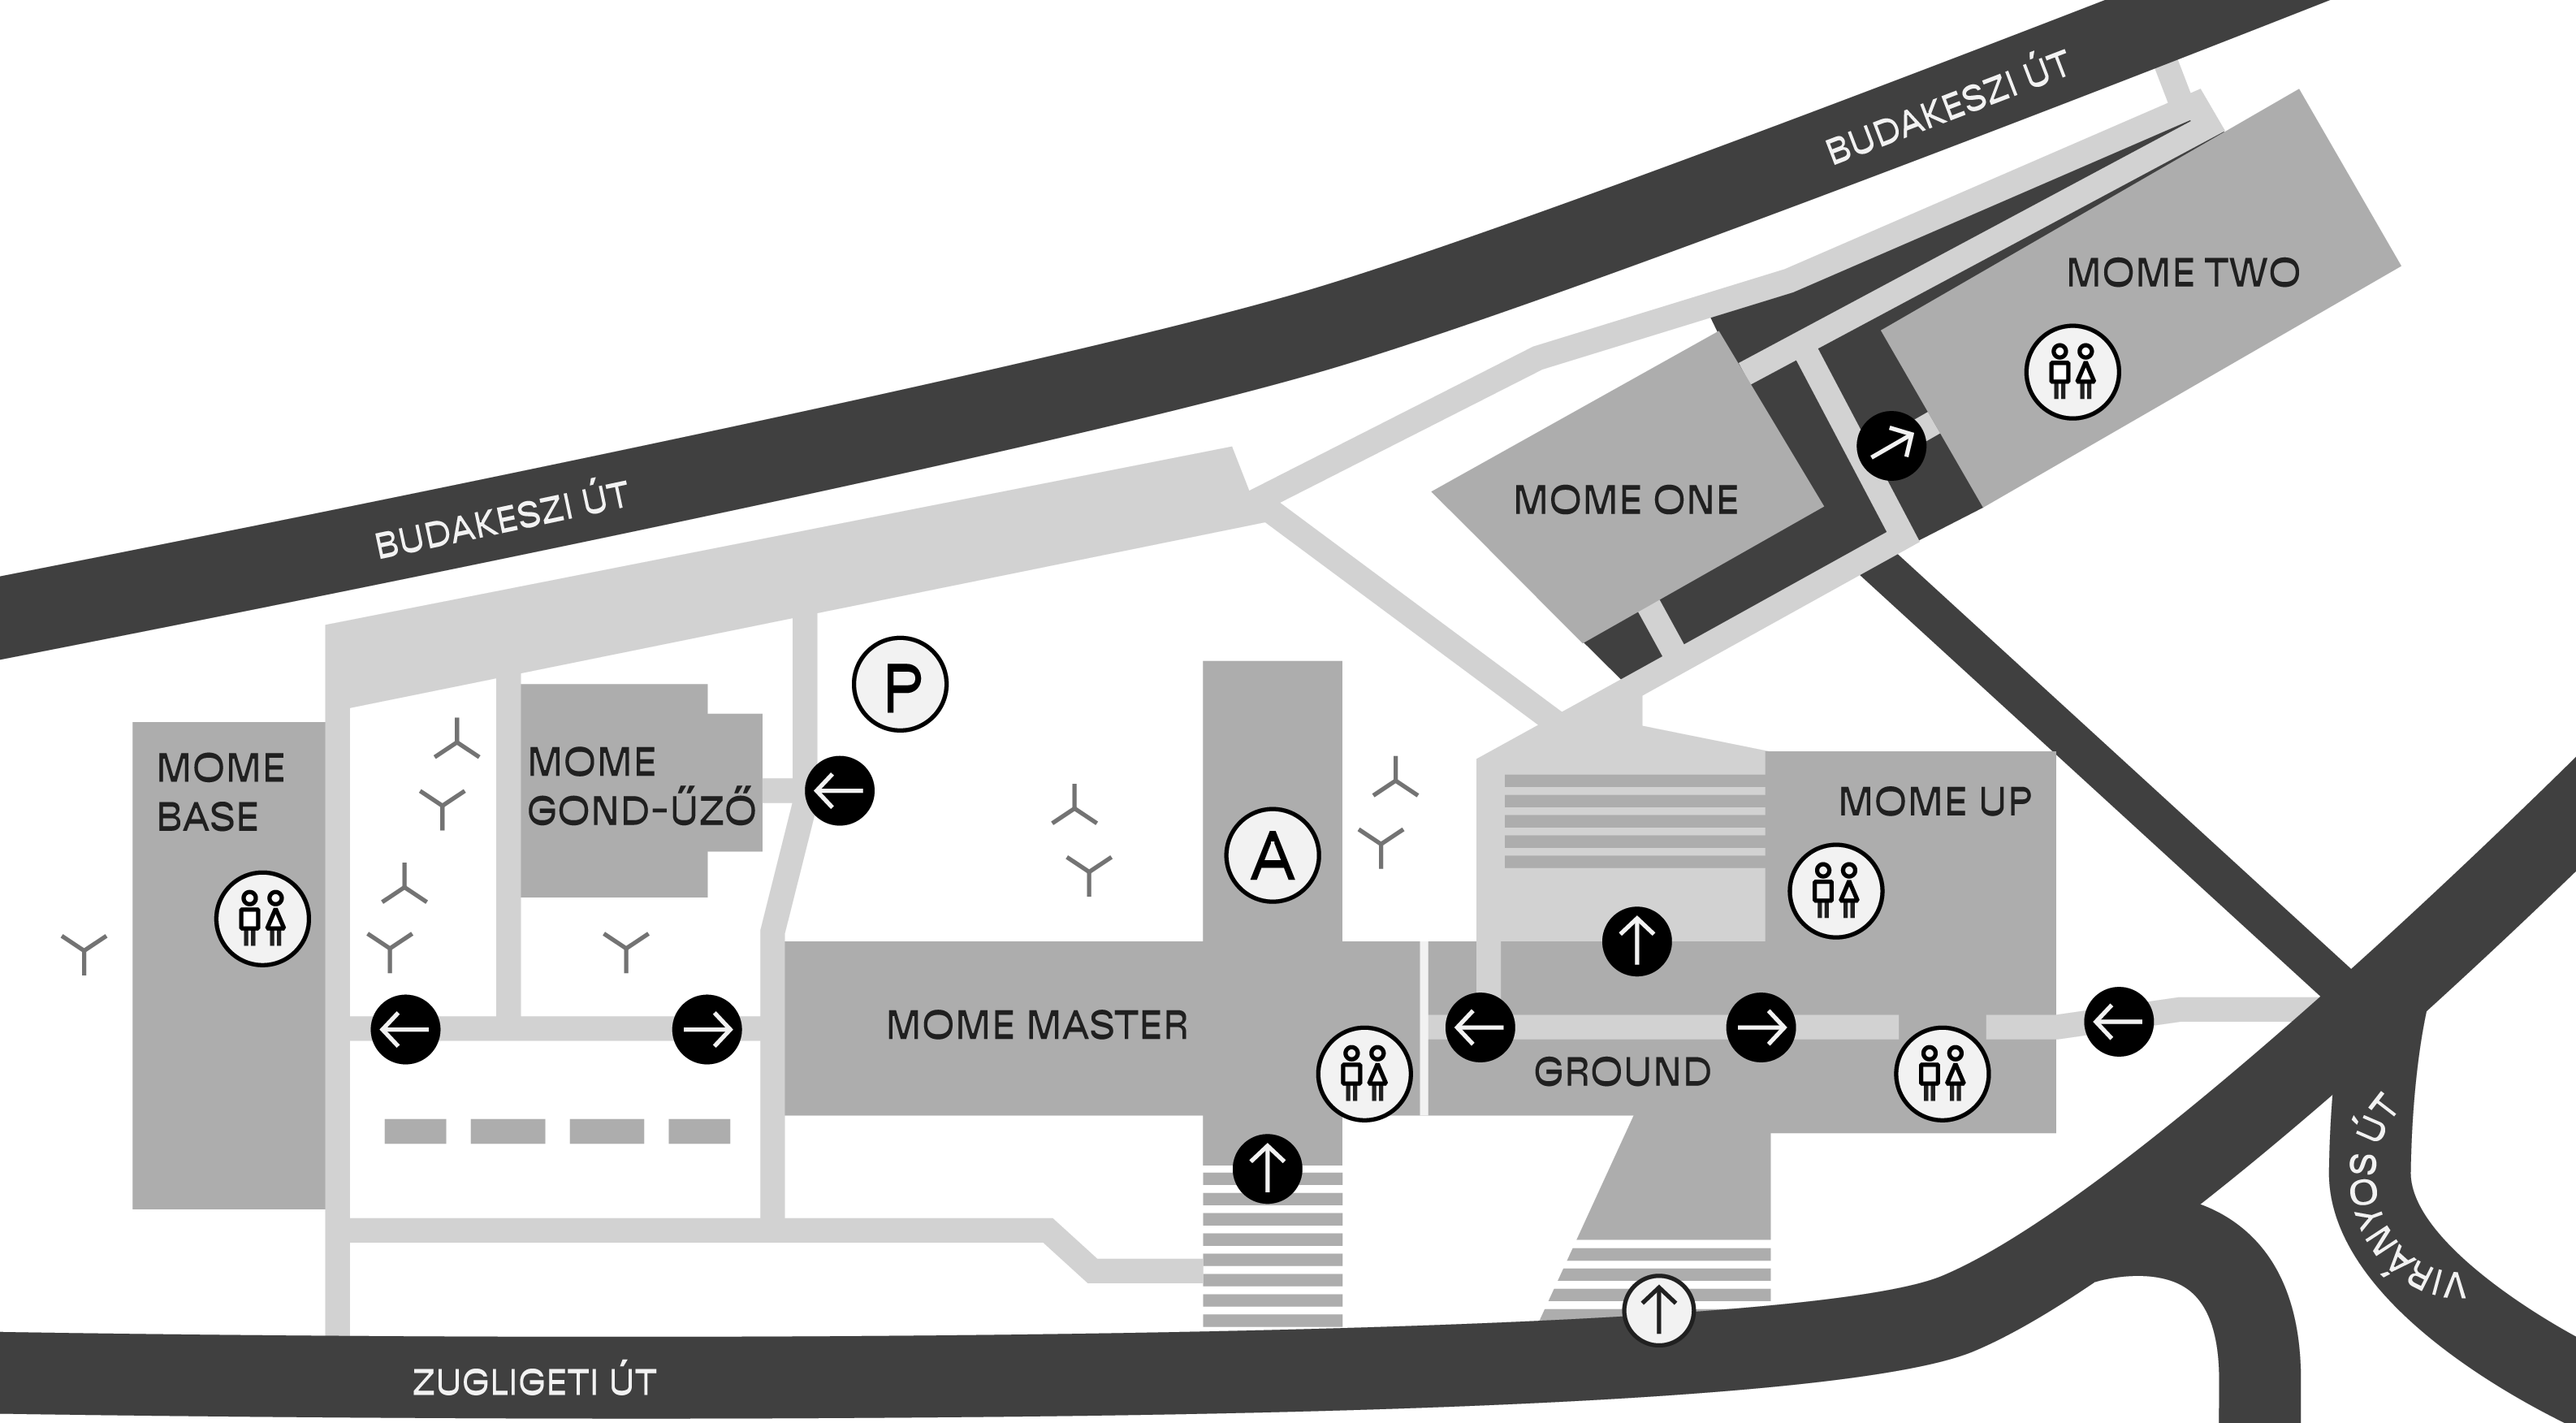 BUDAKESZI ÚT
MOME TWO
BUDAKESZI ÚT
MOME ONE
P
MOME
BASE
MOME
GOND-ŰZŐ
MOME UP
A
MOME MASTER
GROUND
VIRÁNYOS ÚT
ZUGLIGETI ÚT